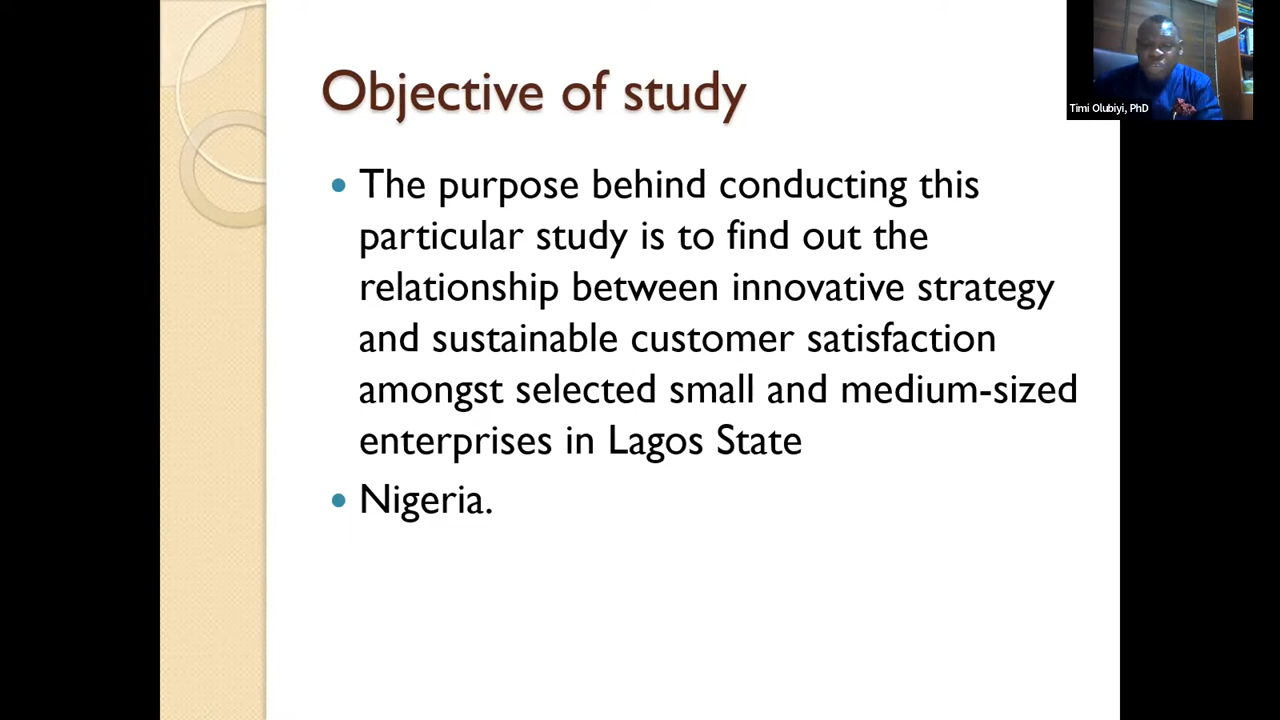 Objective of study
Timi Olubiyi, PhD
• The purpose behind conducting this
particular study is to find out the
relationship between innovative strategy
and sustainable customer satisfaction
amongst selected small and medium-sized
enterprises in Lagos State
• Nigeria.